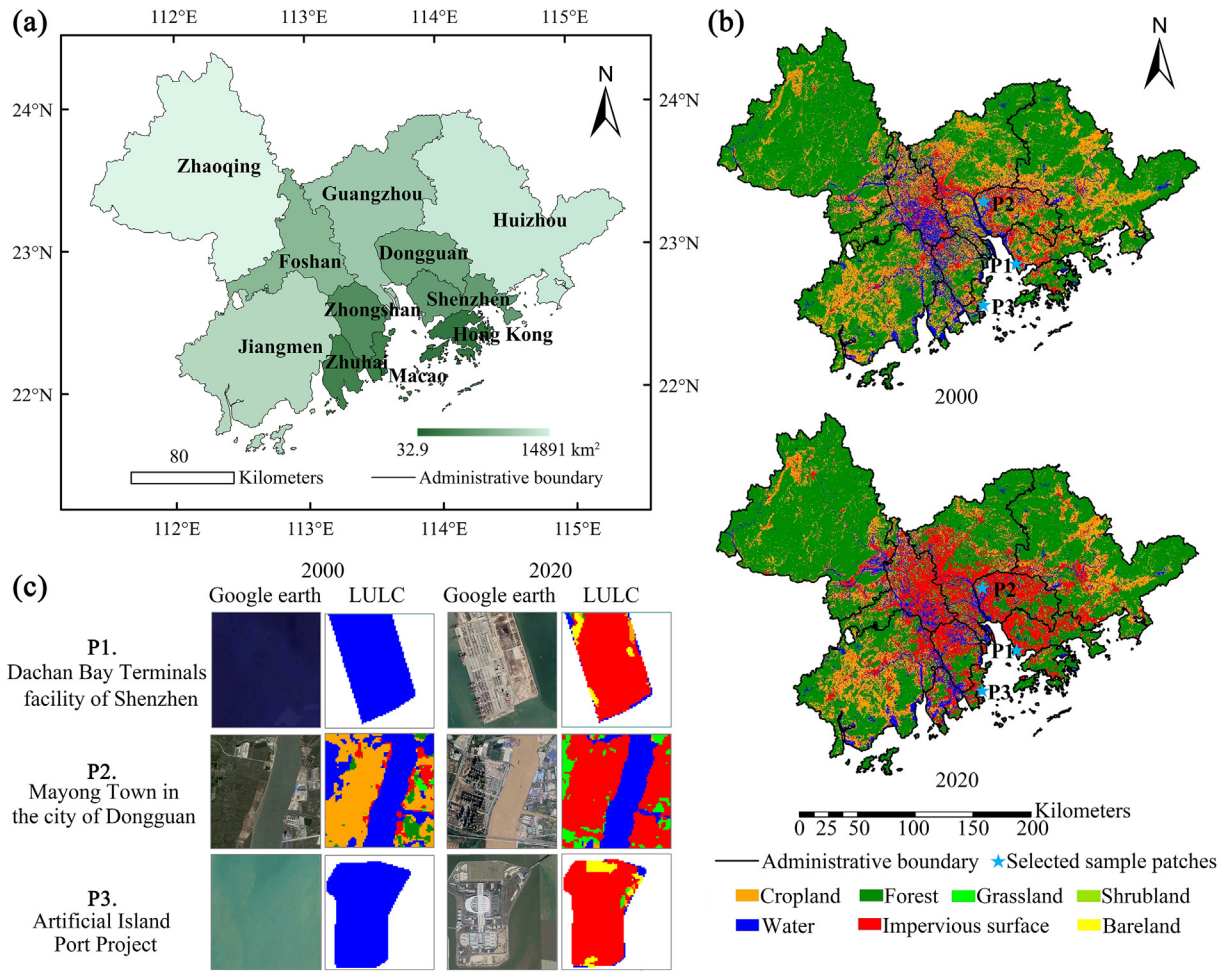 (a)
112°E
113°E
114°E
115°E
N
24°N
23°N
22°N
24°N
23°N
22°N
Zhaoqing
Guangzhou
Huizhou
Foshan
Dongguan
Zhongshan
Shenzhen
Hong Kong
Jiangmen
Zhuhai
Macao
32.9
14891 km²
80
Kilometers
Administrative boundary
112°E
113°E
114°E
115°E
(b)
N
P2
P1
P3
2000
P2
P1
P3
2020
Kilometers
0 25 50 100 150 200
Administrative boundary
Selected sample patches
Cropland
Forest
Grassland
Shrubland
Water
Impervious surface
Bareland
(c)
2000
2020
Google earth
LULC
Google earth
LULC
P1.
Dachan Bay Terminals
facility of Shenzhen
P2.
Mayong Town in
the city of Dongguan
P3.
Artificial Island
Port Project